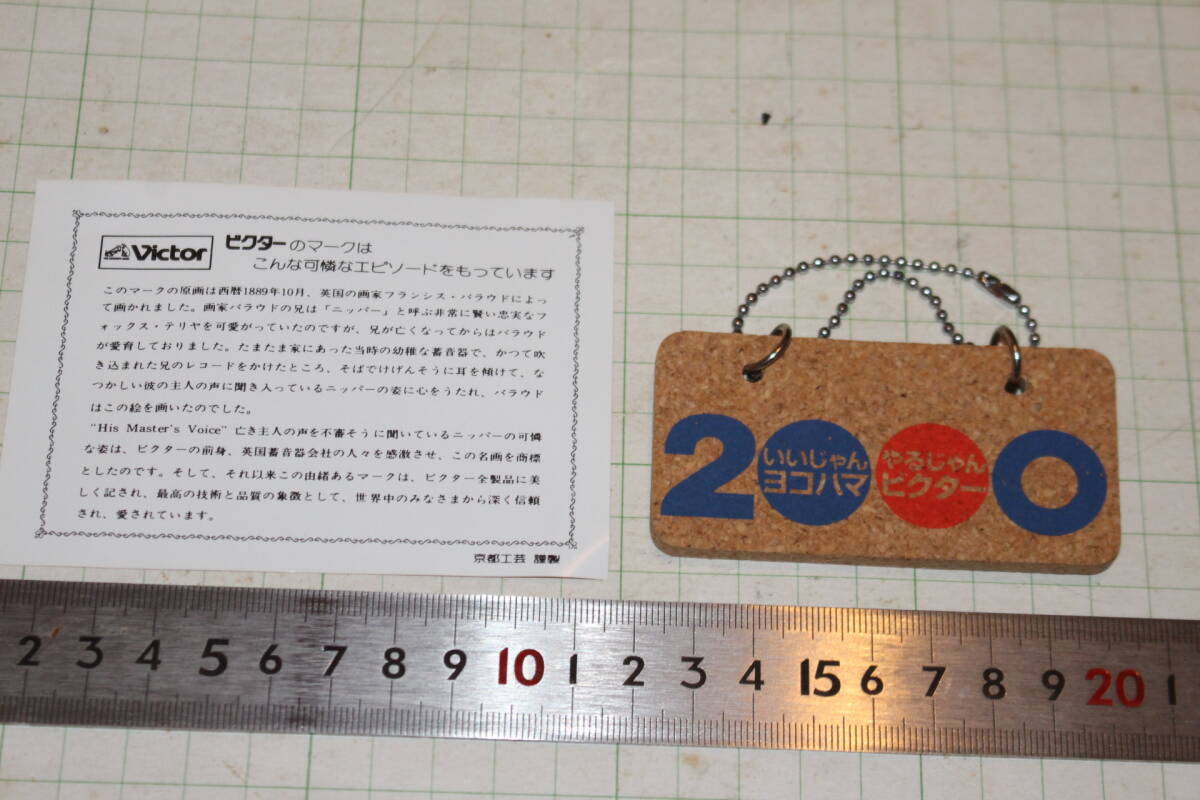 Victor
ビクターのマークは
こんな可憐なエピソードをもっています
このマークの原画は西暦1889年10月、英国の画家フランシス・バラウドによっ
て画かれました。画家バラウドの兄は「ニッパー」と呼ぶ非常に賢い忠実なフ
ォックス・テリヤを可愛がっていたのですが、兄が亡くなってからはバラウド
が愛育しておりました。たまたま家にあった当時の幼稚な蓄音器で、かつて吹
き込まれた兄のレコードをかけたところ、そばでけげんそうに耳を傾けて、な
つかしい彼の主人の声に聞き入っているニッパーの姿に心をうたれ、バラウド
はこの絵を画いたのでした。
"His Master's Voice" 亡き主人の声を不審そうに聞いているニッパーの可憐
な姿は、ビクターの前身、英国蓄音器会社の人々を感激させ、この名画を商標
としたのです。そして、それ以来この由緒あるマークは、ビクター全製品に美
しく記され、最高の技術と品質の象徴として、世界中のみなさまから深く信頼
され、愛されています。
京都工芸 謹製
2000
いいじゃん
ヨコハマ
やるじゃん
ビクター
2 3 4 5 6 7 8 9 10 1 2 3 4 15 6 7 8 9 20 1